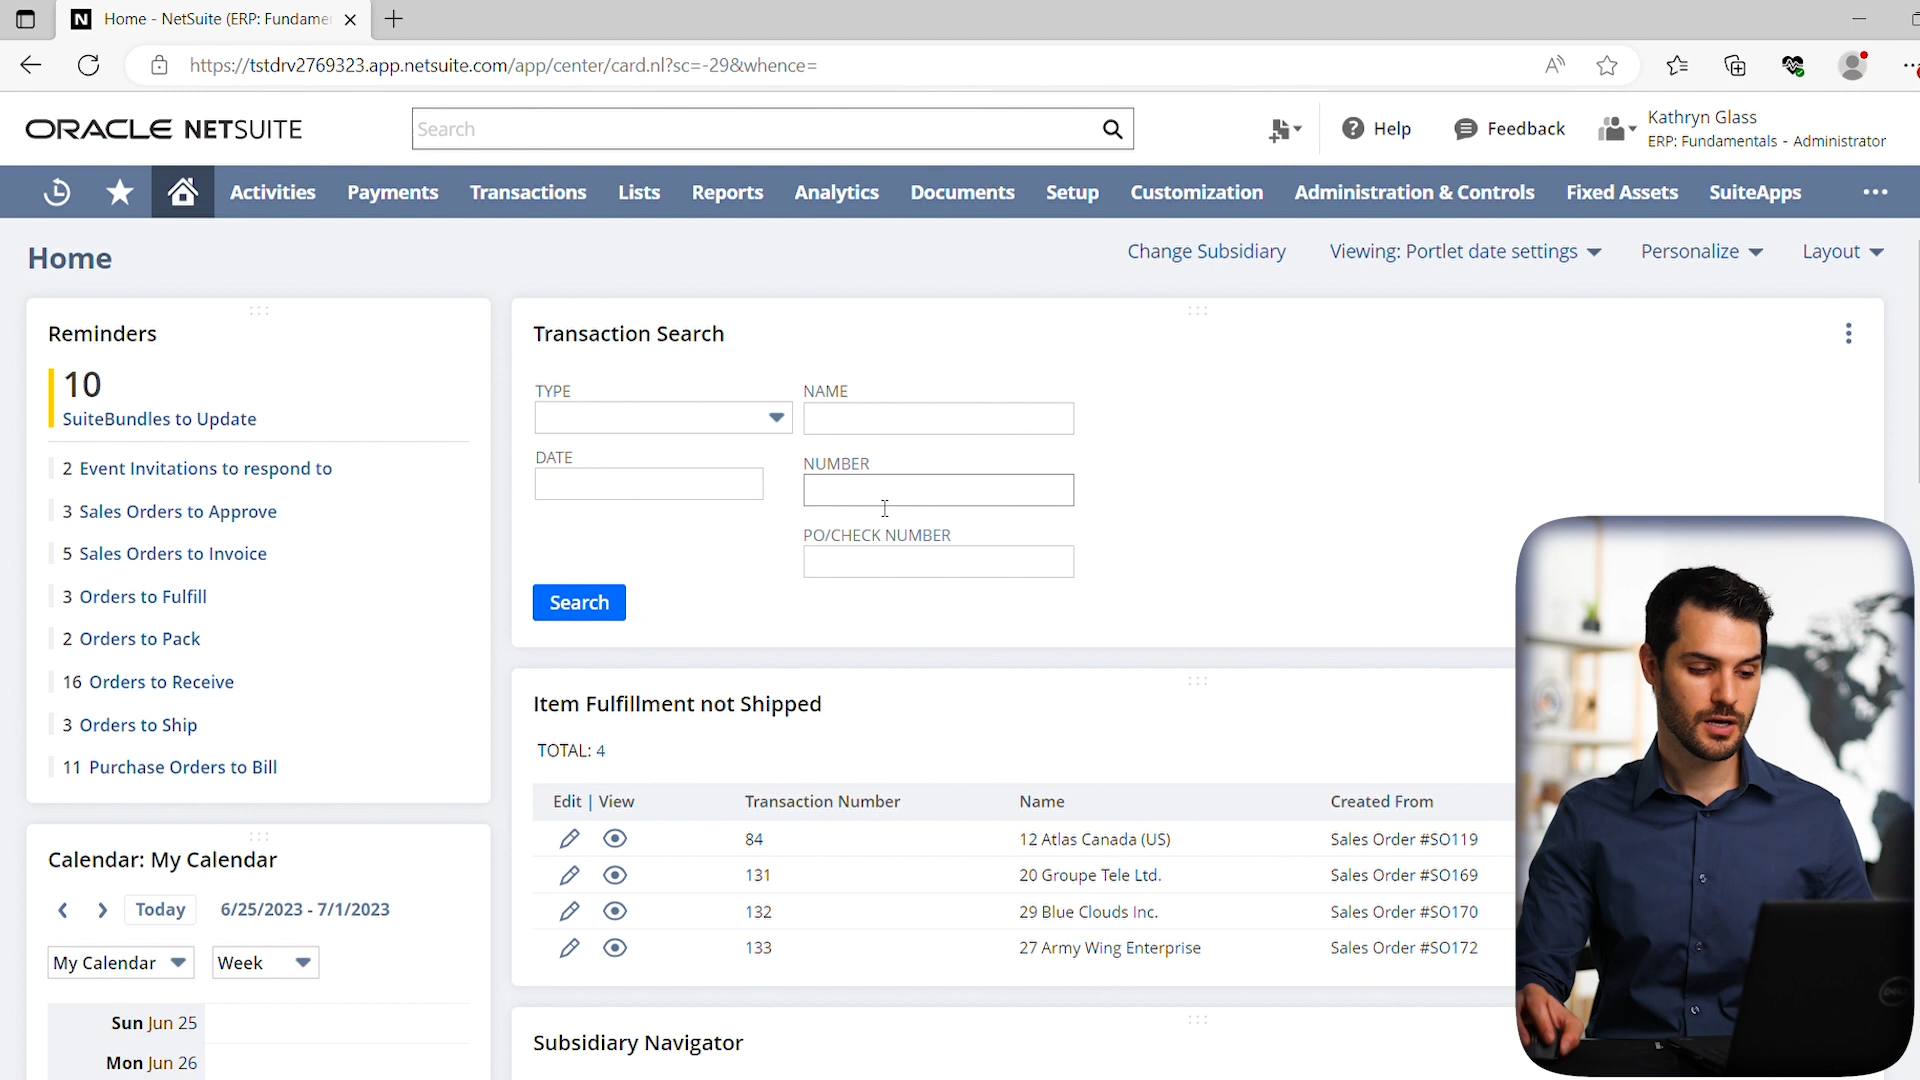 Home - NetSuite (ERP: Fundame
https://tstdrv2769323.app.netsuite.com/app/center/card.nl?sc=-29&whence=
ORACLE NETSUITE
Search
Help
Feedback
Kathryn Glass
ERP: Fundamentals - Administrator
Activities Payments Transactions Lists Reports Analytics Documents Setup Customization Administration & Controls Fixed Assets SuiteApps
Home
Change Subsidiary
Viewing: Portlet date settings
Personalize
Layout
Reminders
10
SuiteBundles to Update
2 Event Invitations to respond to
3 Sales Orders to Approve
5 Sales Orders to Invoice
3 Orders to Fulfill
2 Orders to Pack
16 Orders to Receive
3 Orders to Ship
11 Purchase Orders to Bill
Calendar: My Calendar
Today 6/25/2023 - 7/1/2023
My Calendar Week
Sun Jun 25
Mon Jun 26
Transaction Search
TYPE
NAME
DATE
NUMBER
PO/CHECK NUMBER
Search
Item Fulfillment not Shipped
TOTAL: 4
Edit | View Transaction Number Name Created From
84 12 Atlas Canada (US) Sales Order #SO119
131 20 Groupe Tele Ltd. Sales Order #SO169
132 29 Blue Clouds Inc. Sales Order #SO170
133 27 Army Wing Enterprise Sales Order #SO172
Subsidiary Navigator
DELL